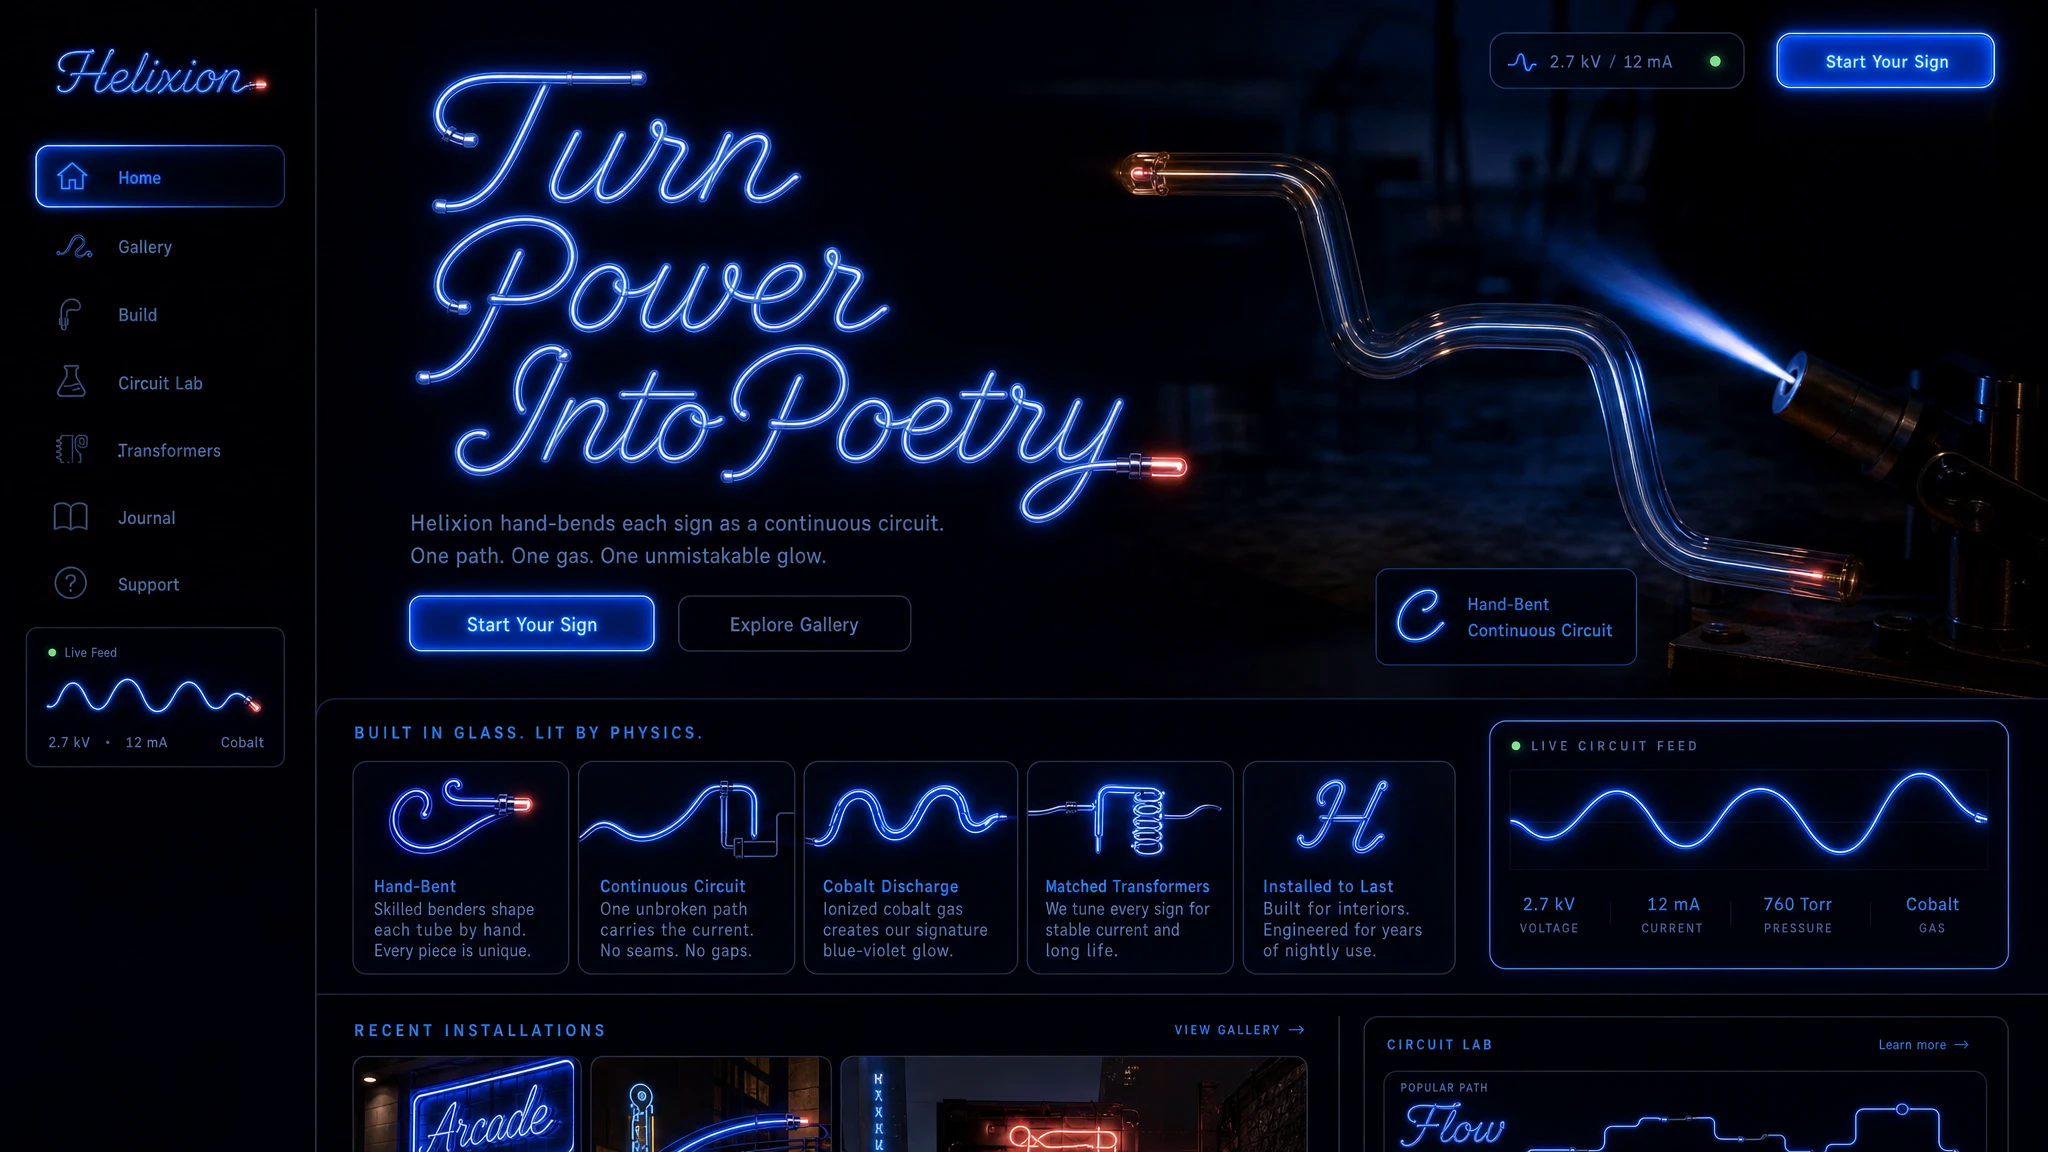 Helixion
Home
Gallery
Build
Circuit Lab
Transformers
Journal
Support
Live Feed
2.7 kV • 12 mA Cobalt
2.7 kV / 12 mA
Start Your Sign
Turn
Power
Into Poetry
Helixion hand-bends each sign as a continuous circuit.
One path. One gas. One unmistakable glow.
Start Your Sign
Explore Gallery
Hand-Bent
Continuous Circuit
BUILT IN GLASS. LIT BY PHYSICS.
Hand-Bent
Skilled benders shape
each tube by hand.
Every piece is unique.
Continuous Circuit
One unbroken path
carries the current.
No seams. No gaps.
Cobalt Discharge
Ionized cobalt gas
creates our signature
blue-violet glow.
Matched Transformers
We tune every sign for
stable current and
long life.
H
Installed to Last
Built for interiors.
Engineered for years
of nightly use.
LIVE CIRCUIT FEED
2.7 kV
VOLTAGE
12 mA
CURRENT
760 Torr
PRESSURE
Cobalt
GAS
RECENT INSTALLATIONS
VIEW GALLERY →
Arcade
CIRCUIT LAB
Learn more →
POPULAR PATH
Flow